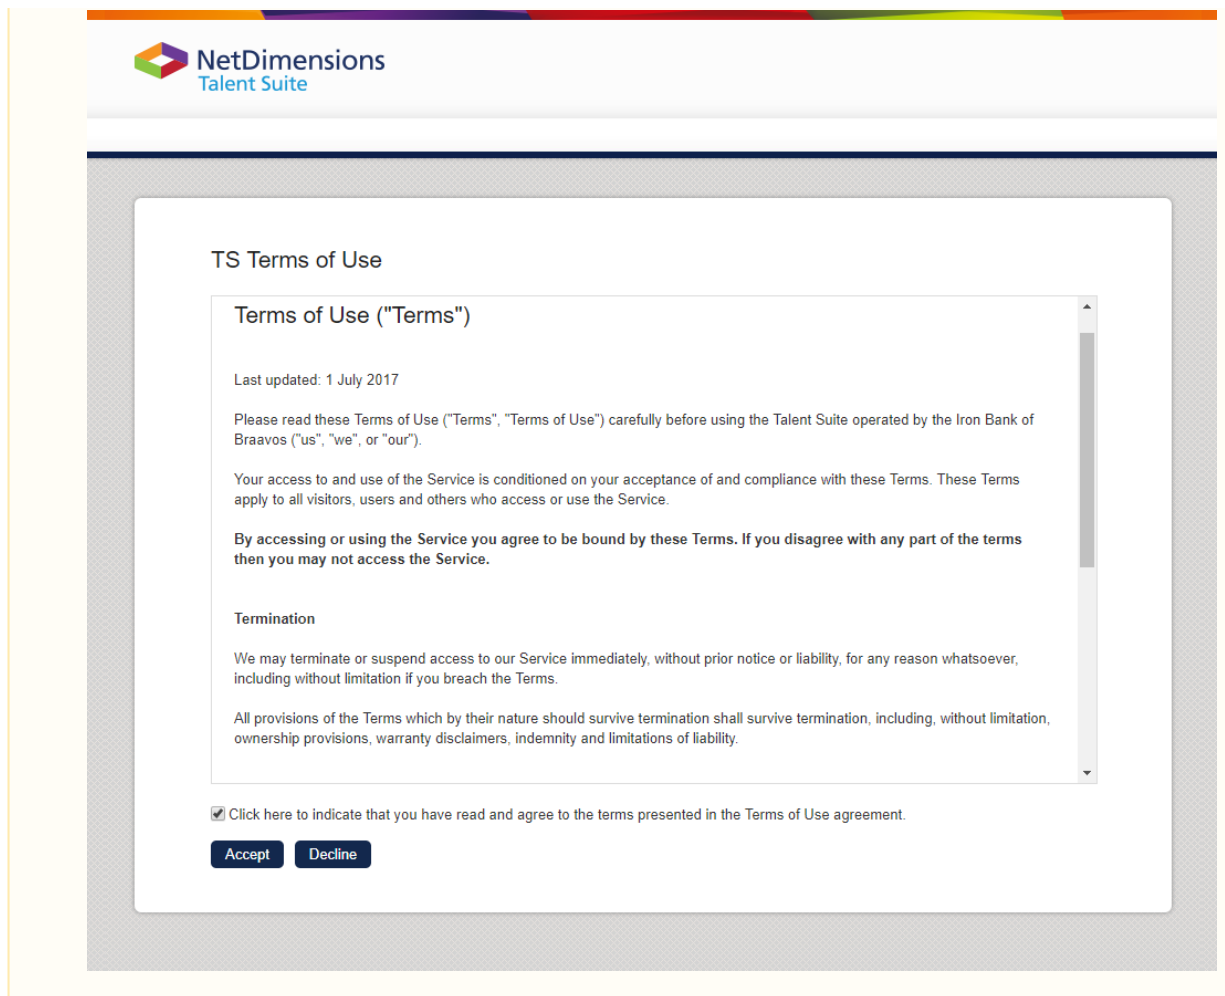 NetDimensions
Talent Suite
TS Terms of Use
Terms of Use ("Terms")
Last updated: 1 July 2017
Please read these Terms of Use ("Terms", "Terms of Use") carefully before using the Talent Suite operated by the Iron Bank of
Braavos ("us", "we", or "our").
Your access to and use of the Service is conditioned on your acceptance of and compliance with these Terms. These Terms
apply to all visitors, users and others who access or use the Service.
By accessing or using the Service you agree to be bound by these Terms. If you disagree with any part of the terms
then you may not access the Service.
Termination
We may terminate or suspend access to our Service immediately, without prior notice or liability, for any reason whatsoever,
including without limitation if you breach the Terms.
All provisions of the Terms which by their nature should survive termination shall survive termination, including, without limitation,
ownership provisions, warranty disclaimers, indemnity and limitations of liability.
Click here to indicate that you have read and agree to the terms presented in the Terms of Use agreement.
Accept Decline